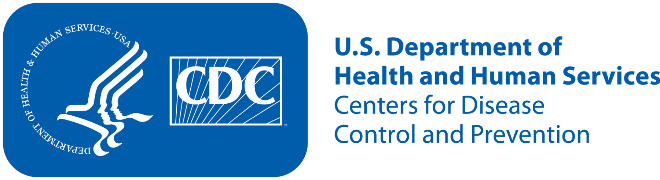 DEPARTMENT OF HEALTH & HUMAN SERVICES·USA
CDC
U.S. Department of
Health and Human Services
Centers for Disease
Control and Prevention